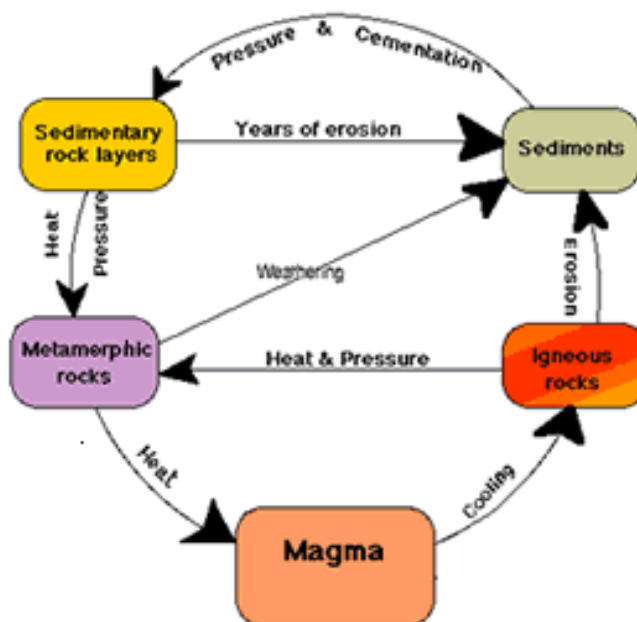 Pressure & Cementation
Sedimentary
rock layers
Years of erosion
Sediments
Heat
Pressure
Weathering
Erosion
Metamorphic
rocks
Heat & Pressure
Igneous
rocks
Heat
Cooling
Magma